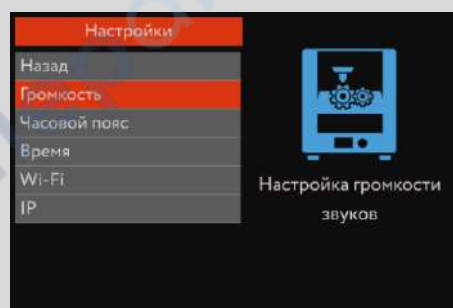 Настройки
Назад
Громкость
Часовой пояс
Время
Wi-Fi
IP
Настройка громкости
звуков